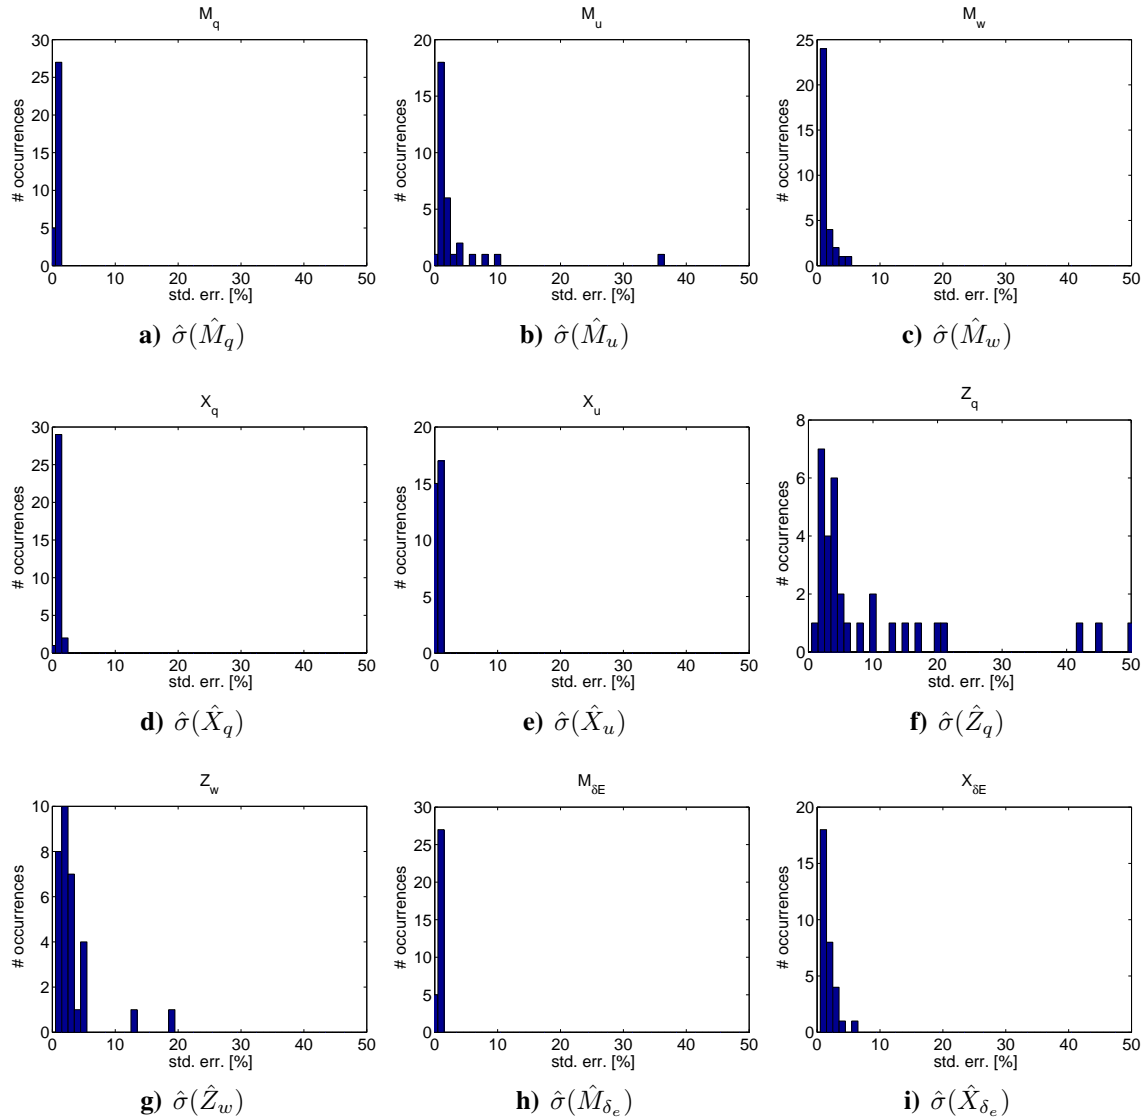 M_q
30
25
20
15
10
5
0
# occurrences
0 10 20 30 40 50
std. err. [%]
a) σ̂(M̂_q)
M_u
20
15
10
5
0
# occurrences
0 10 20 30 40 50
std. err. [%]
b) σ̂(M̂_u)
M_w
25
20
15
10
5
0
# occurrences
0 10 20 30 40 50
std. err. [%]
c) σ̂(M̂_w)
X_q
30
25
20
15
10
5
0
# occurrences
0 10 20 30 40 50
std. err. [%]
d) σ̂(X̂_q)
X_u
20
15
10
5
0
# occurrences
0 10 20 30 40 50
std. err. [%]
e) σ̂(X̂_u)
Z_q
8
6
4
2
0
# occurrences
0 10 20 30 40 50
std. err. [%]
f) σ̂(Ẑ_q)
Z_w
10
8
6
4
2
0
# occurrences
0 10 20 30 40 50
std. err. [%]
g) σ̂(Ẑ_w)
M_δE
30
25
20
15
10
5
0
# occurrences
0 10 20 30 40 50
std. err. [%]
h) σ̂(M̂_δ_e)
X_δE
20
15
10
5
0
# occurrences
0 10 20 30 40 50
std. err. [%]
i) σ̂(X̂_δ_e)